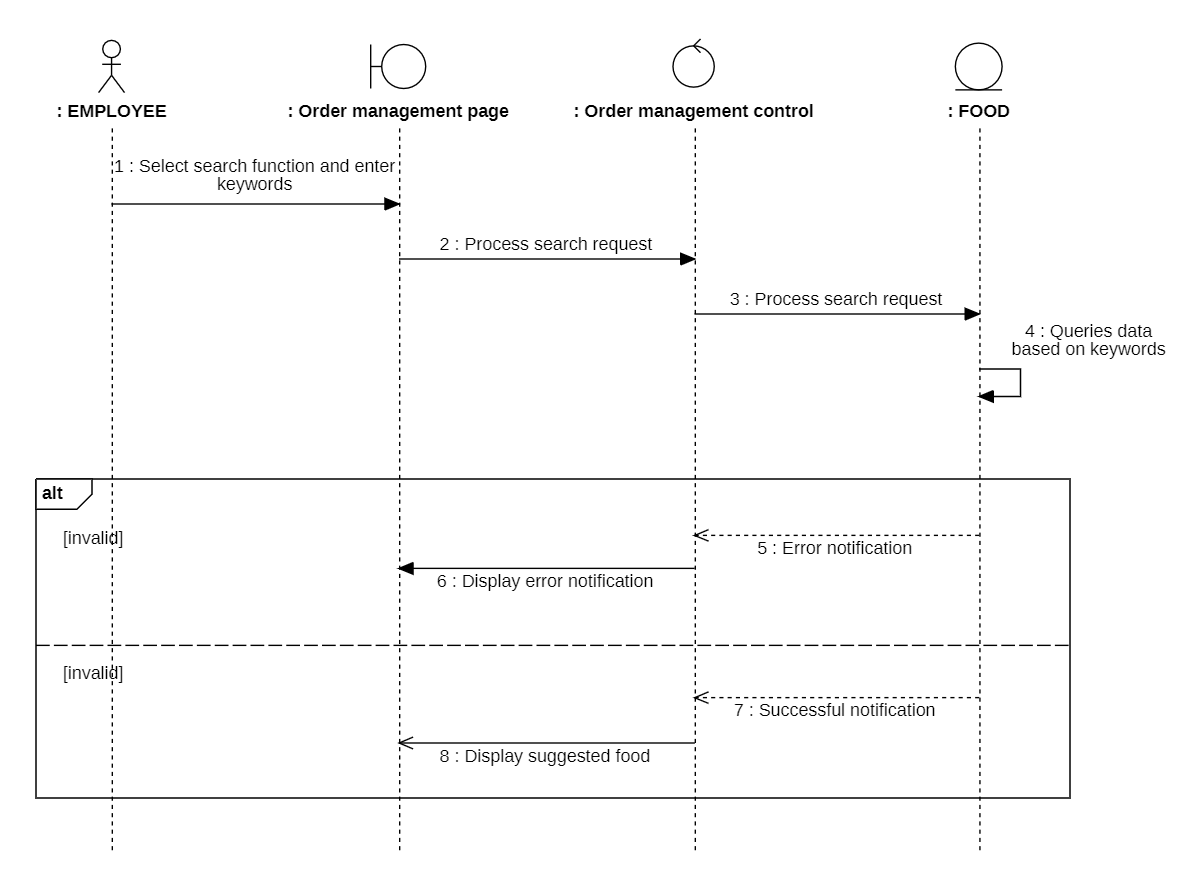 : EMPLOYEE
: Order management page
: Order management control
: FOOD
1 : Select search function and enter
keywords
2 : Process search request
3 : Process search request
4 : Queries data
based on keywords
alt
[invalid]
5 : Error notification
6 : Display error notification
[invalid]
7 : Successful notification
8 : Display suggested food